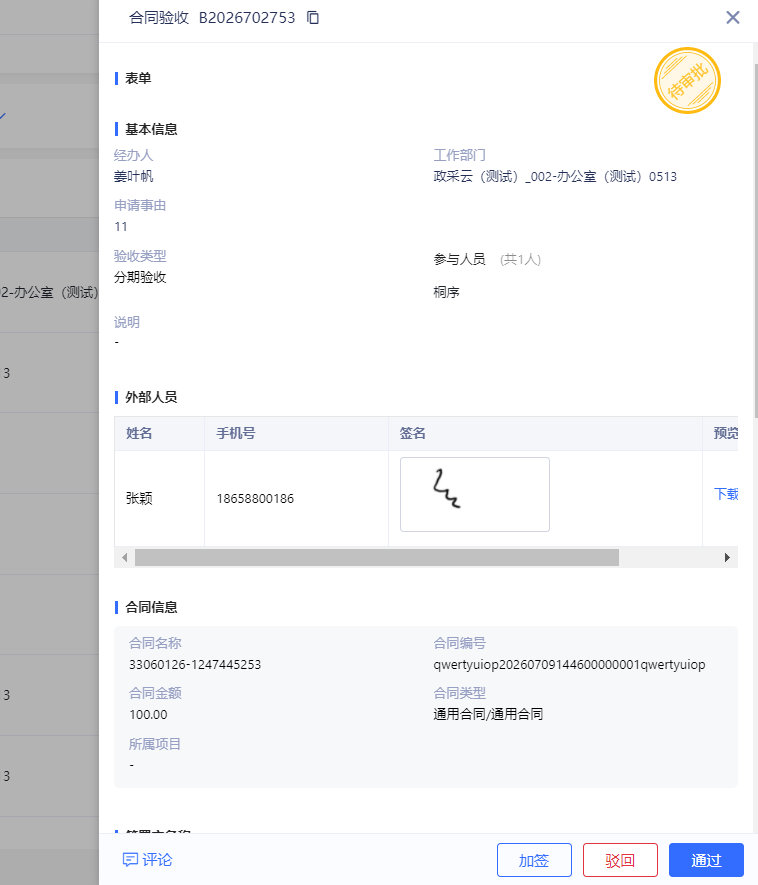 合同验收 B2026702753
表单
待审批
基本信息
经办人
姜叶帆
工作部门
政采云（测试）_002-办公室（测试）0513
申请事由
11
验收类型
分期验收
参与人员 （共1人）
桐序
说明
-
2-办公室（测试）
3
3
3
外部人员
姓名 手机号 签名 预览
张颖 18658800186 下载
合同信息
合同名称
33060126-1247445253
合同编号
qwertyuiop20260709144600000001qwertyuiop
合同金额
100.00
合同类型
通用合同/通用合同
所属项目
-
评论 加签 驳回 通过